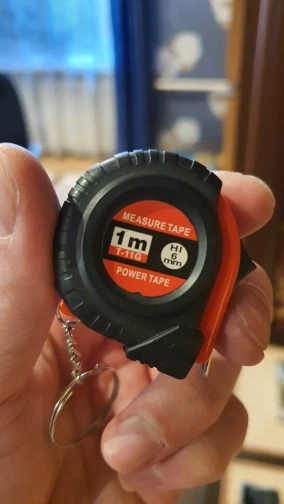 MEASURE TAPE
1m
T-11G
HI
6
mm
POWER TAPE